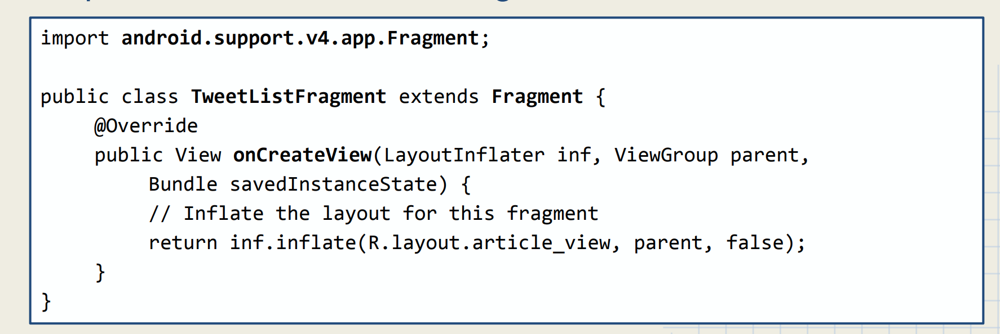 import android.support.v4.app.Fragment;
public class TweetListFragment extends Fragment {
@Override
public View onCreateView(LayoutInflater inf, ViewGroup parent,
Bundle savedInstanceState) {
// Inflate the layout for this fragment
return inf.inflate(R.layout.article_view, parent, false);
}
}